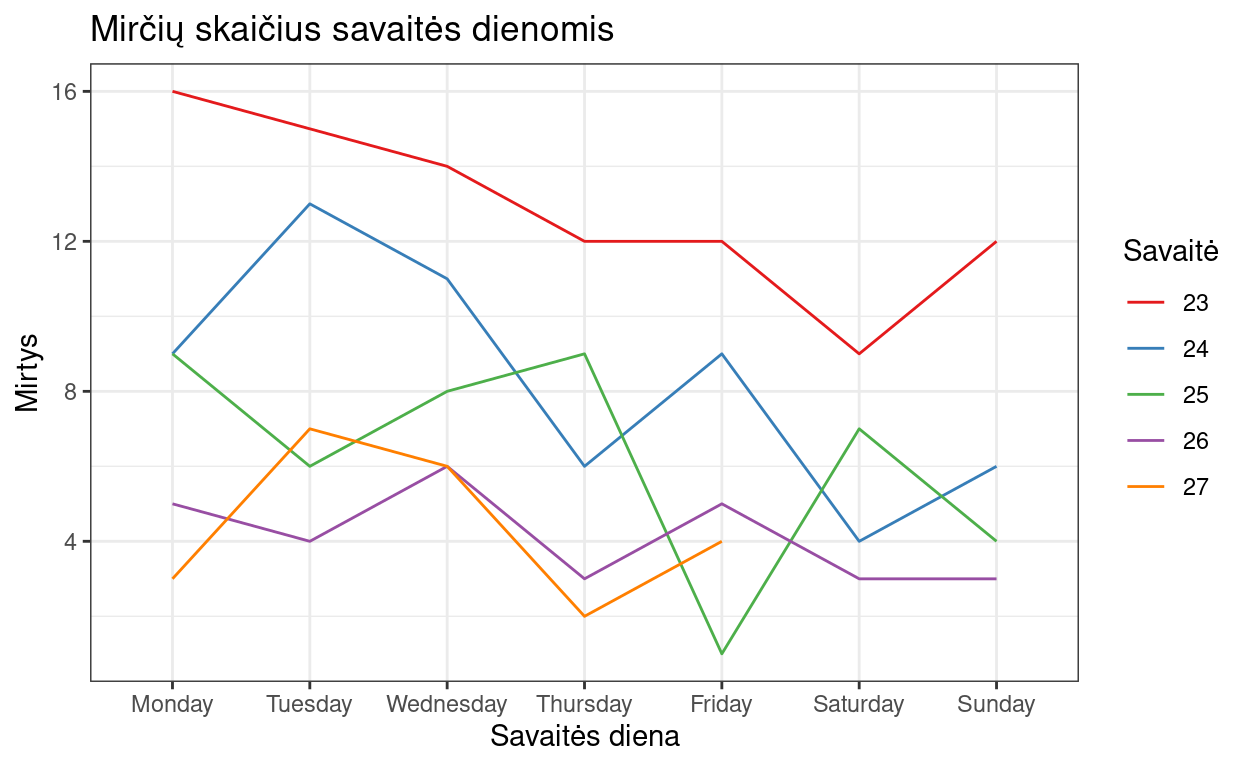 Mirčių skaičius savaitės dienomis
16
12
8
4
Mirtys
Monday
Tuesday
Wednesday
Thursday
Friday
Saturday
Sunday
Savaitės diena
Savaitė
23
24
25
26
27